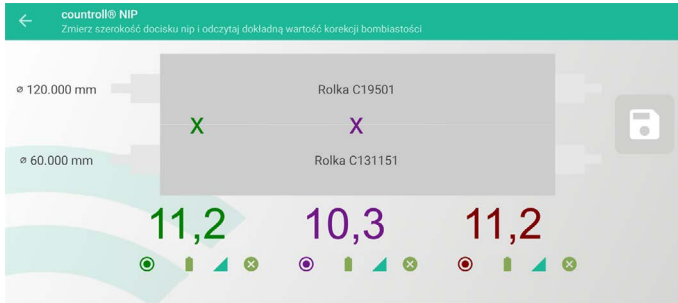 countroll® NIP
Zmierz szerokość docisku nip i odczytaj dokładną wartość korekcji bombiastości
⌀ 120.000 mm
Rolka C19501
X X
⌀ 60.000 mm
Rolka C131151
11,2 10,3 11,2